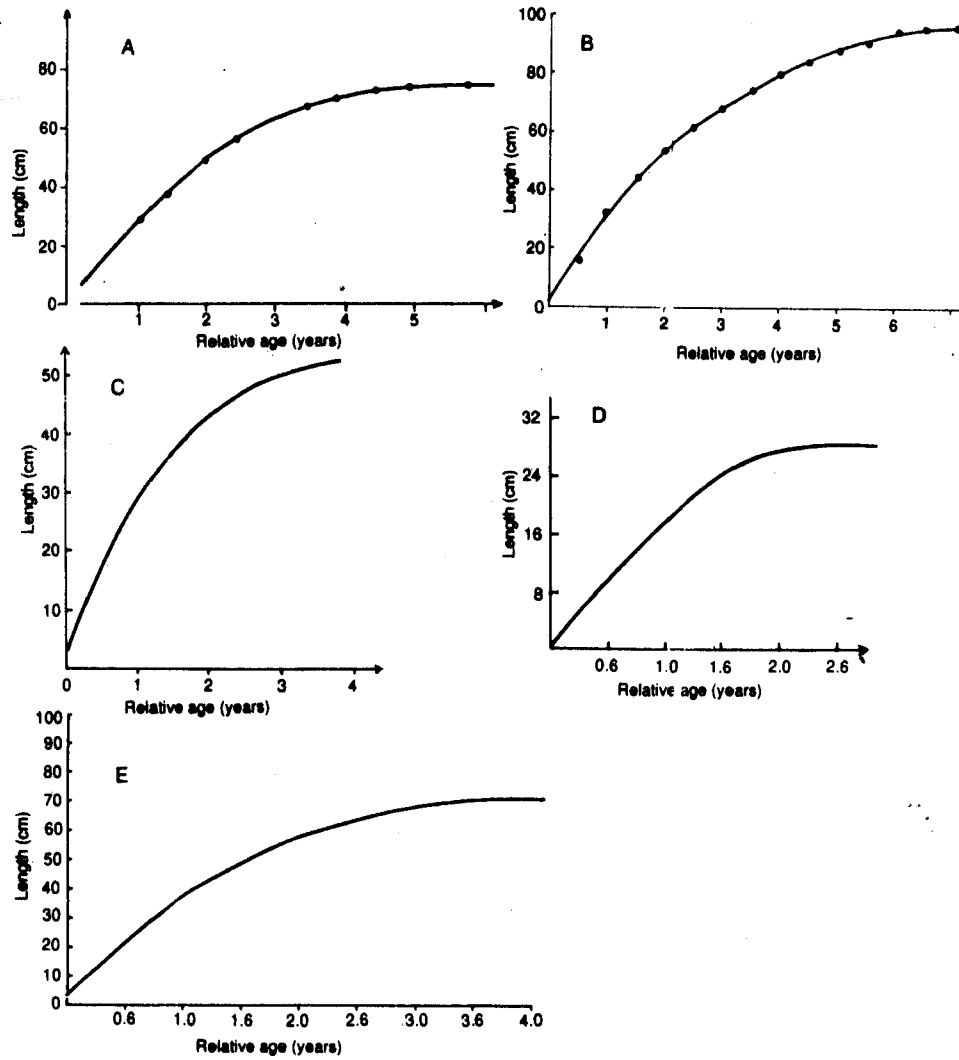 A
80
60
40
20
0
Length (cm)
1 2 3 4 5
Relative age (years)
B
100
80
60
40
20
0
Length (cm)
1 2 3 4 5 6
Relative age (years)
C
50
40
30
20
10
Length (cm)
0 1 2 3 4
Relative age (years)
D
32
24
16
8
Length (cm)
0.6 1.0 1.6 2.0 2.6
Relative age (years)
E
100
90
80
70
60
50
40
30
20
10
0
Length (cm)
0.6 1.0 1.6 2.0 2.6 3.0 3.6 4.0
Relative age (years)